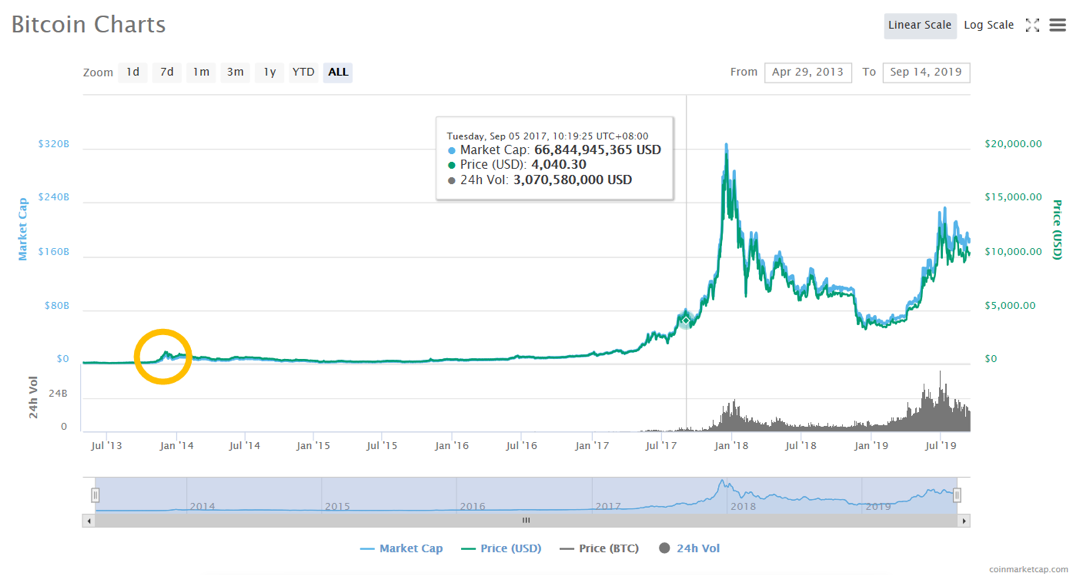 Bitcoin Charts
Linear Scale Log Scale
Zoom 1d 7d 1m 3m 1y YTD ALL
From Apr 29, 2013 To Sep 14, 2019
Tuesday, Sep 05 2017, 10:19:25 UTC+08:00
Market Cap: 66,844,945,365 USD
Price (USD): 4,040.30
24h Vol: 3,070,580,000 USD
$320B
$240B
$160B
$80B
$0
Market Cap
$20,000.00
$15,000.00
$10,000.00
$5,000.00
$0
Price (USD)
24h Vol
24B
0
Jul '13 Jan '14 Jul '14 Jan '15 Jul '15 Jan '16 Jul '16 Jan '17 Jul '17 Jan '18 Jul '18 Jan '19 Jul '19
2014 2015 2016 2017 2018 2019
Market Cap Price (USD) Price (BTC) 24h Vol
coinmarketcap.com